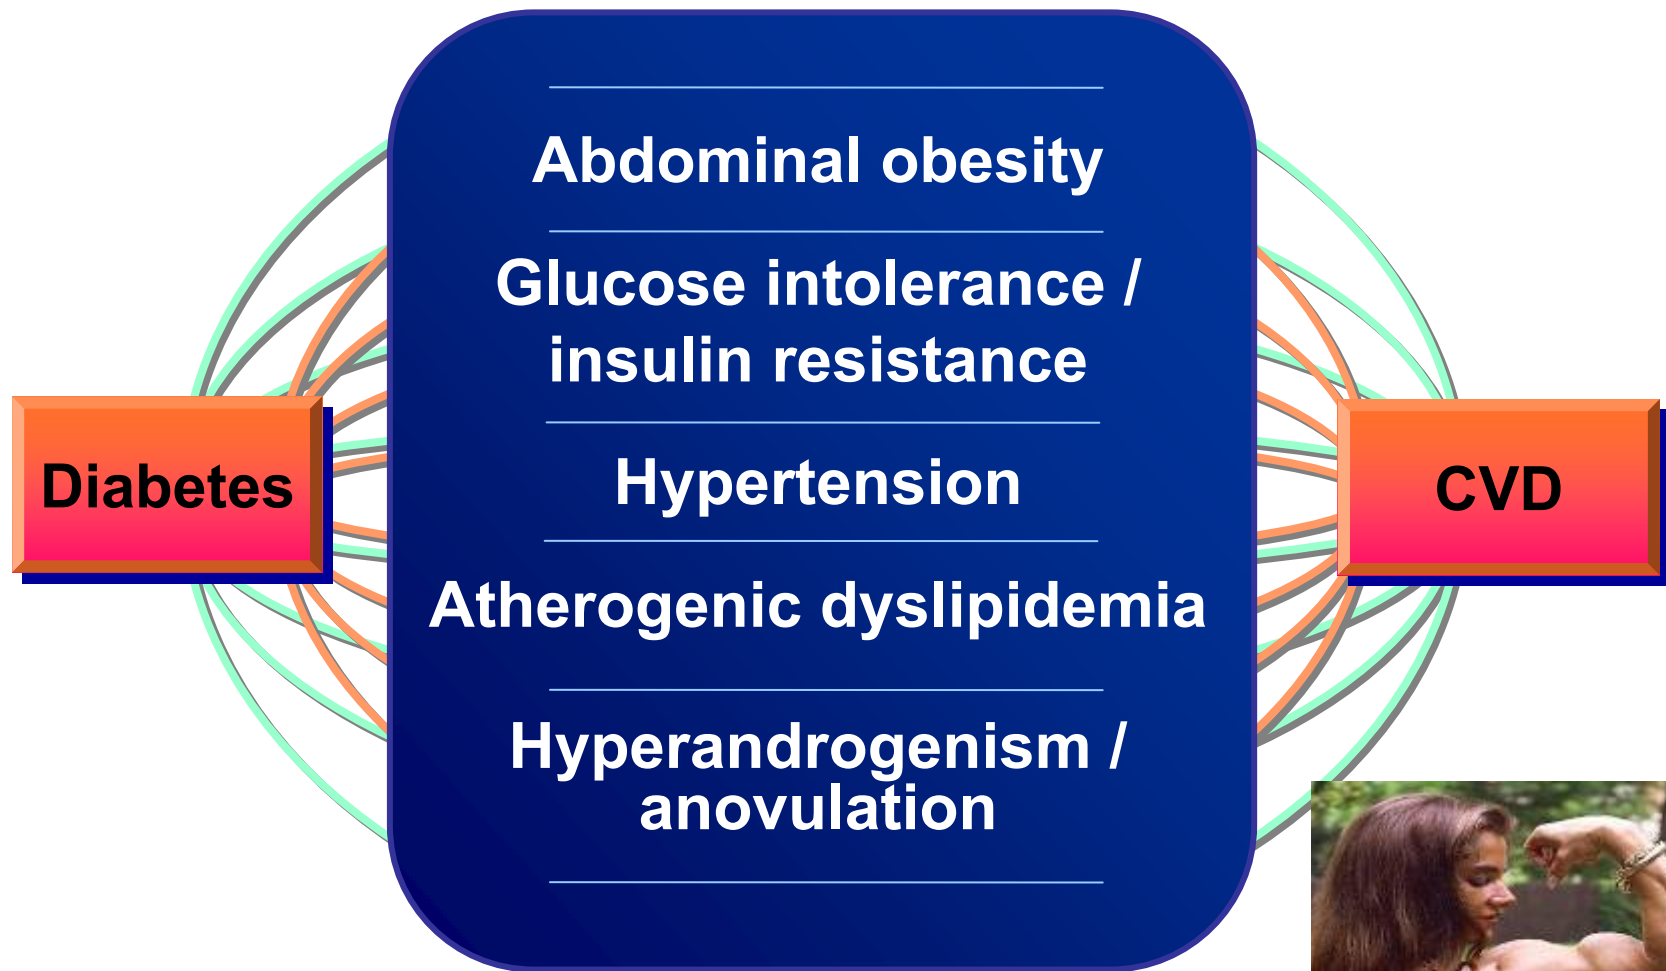 Abdominal obesity
Glucose intolerance /
insulin resistance
Diabetes
Hypertension
CVD
Atherogenic dyslipidemia
Hyperandrogenism /
anovulation